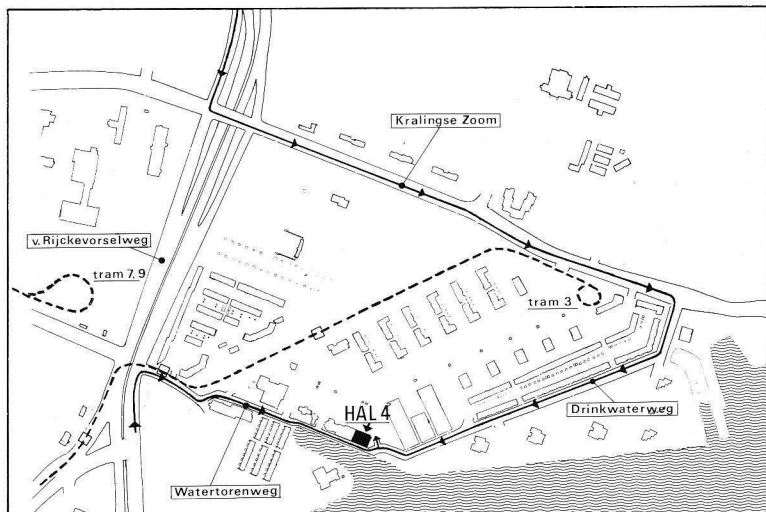 Kralingse Zoom
v. Rijckevorselweg
tram 7, 9
tram 3
HAL 4
Drinkwaterweg
Watertorenweg